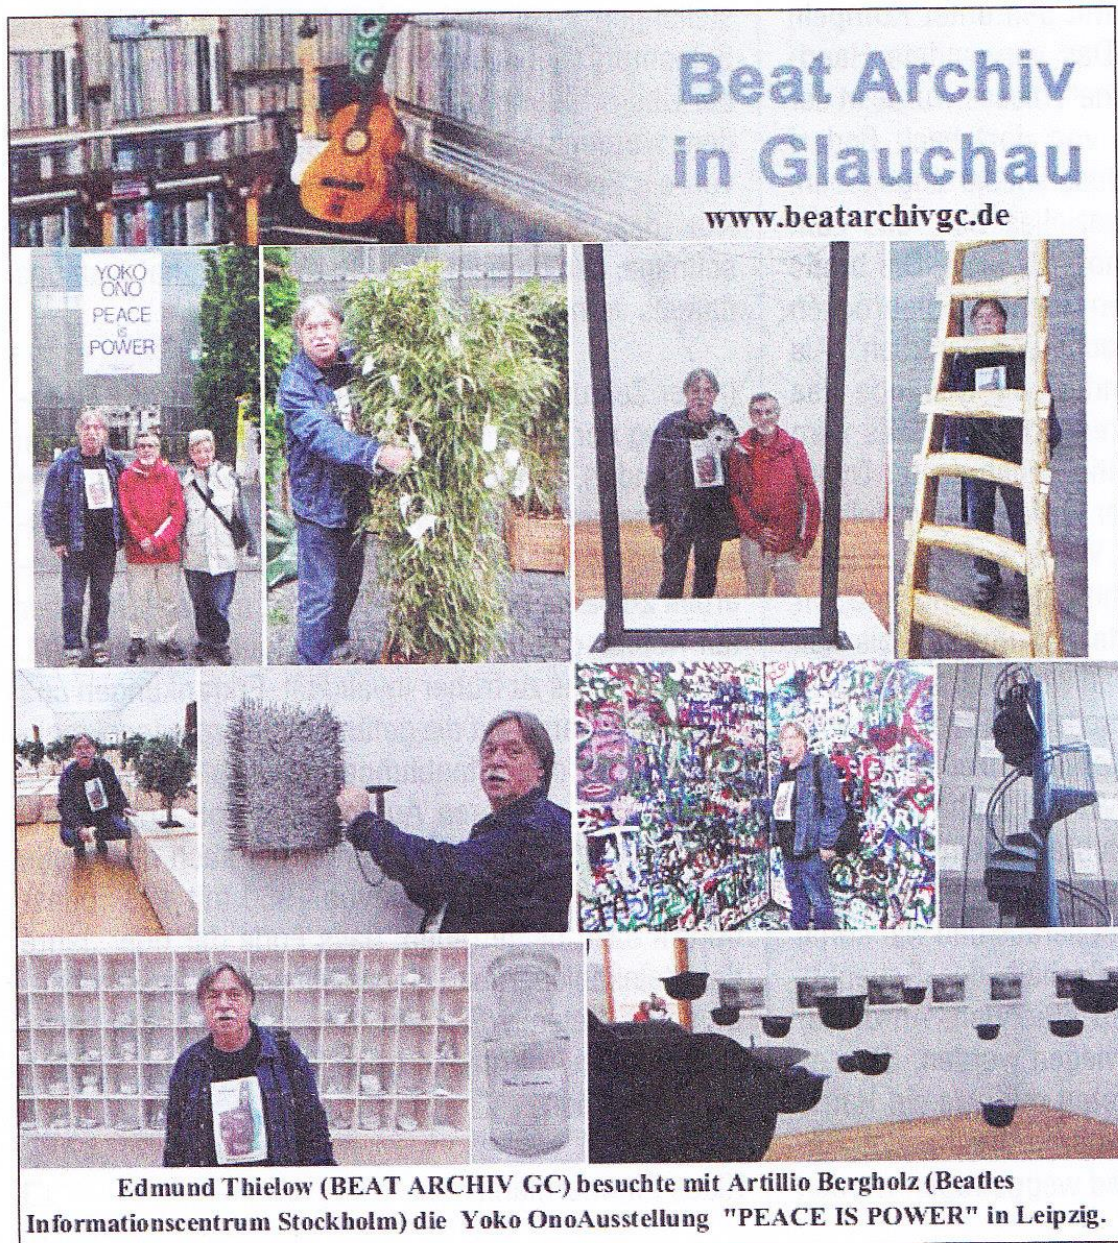 Beat Archiv
in Glauchau
www.beatarchivgc.de
YOKO
ONO
PEACE
is
POWER
Edmund Thielow (BEAT ARCHIV GC) besuchte mit Artillio Bergholz (Beatles
Informationscentrum Stockholm) die Yoko OnoAusstellung "PEACE IS POWER" in Leipzig.